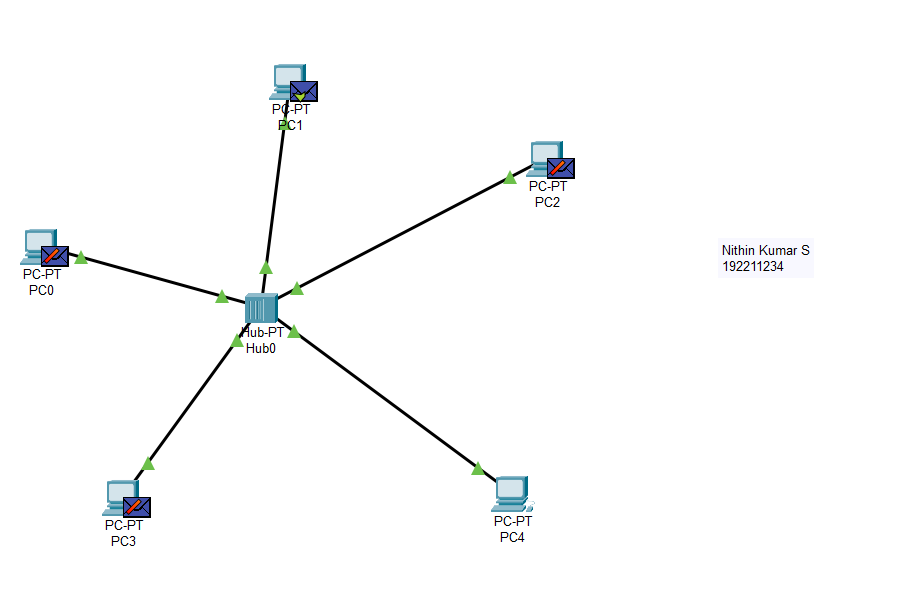 PC-PT
PC1
PC-PT
PC2
Nithin Kumar S
192211234
PC-PT
PC0
Hub-PT
Hub0
PC-PT
PC3
PC-PT
PC4